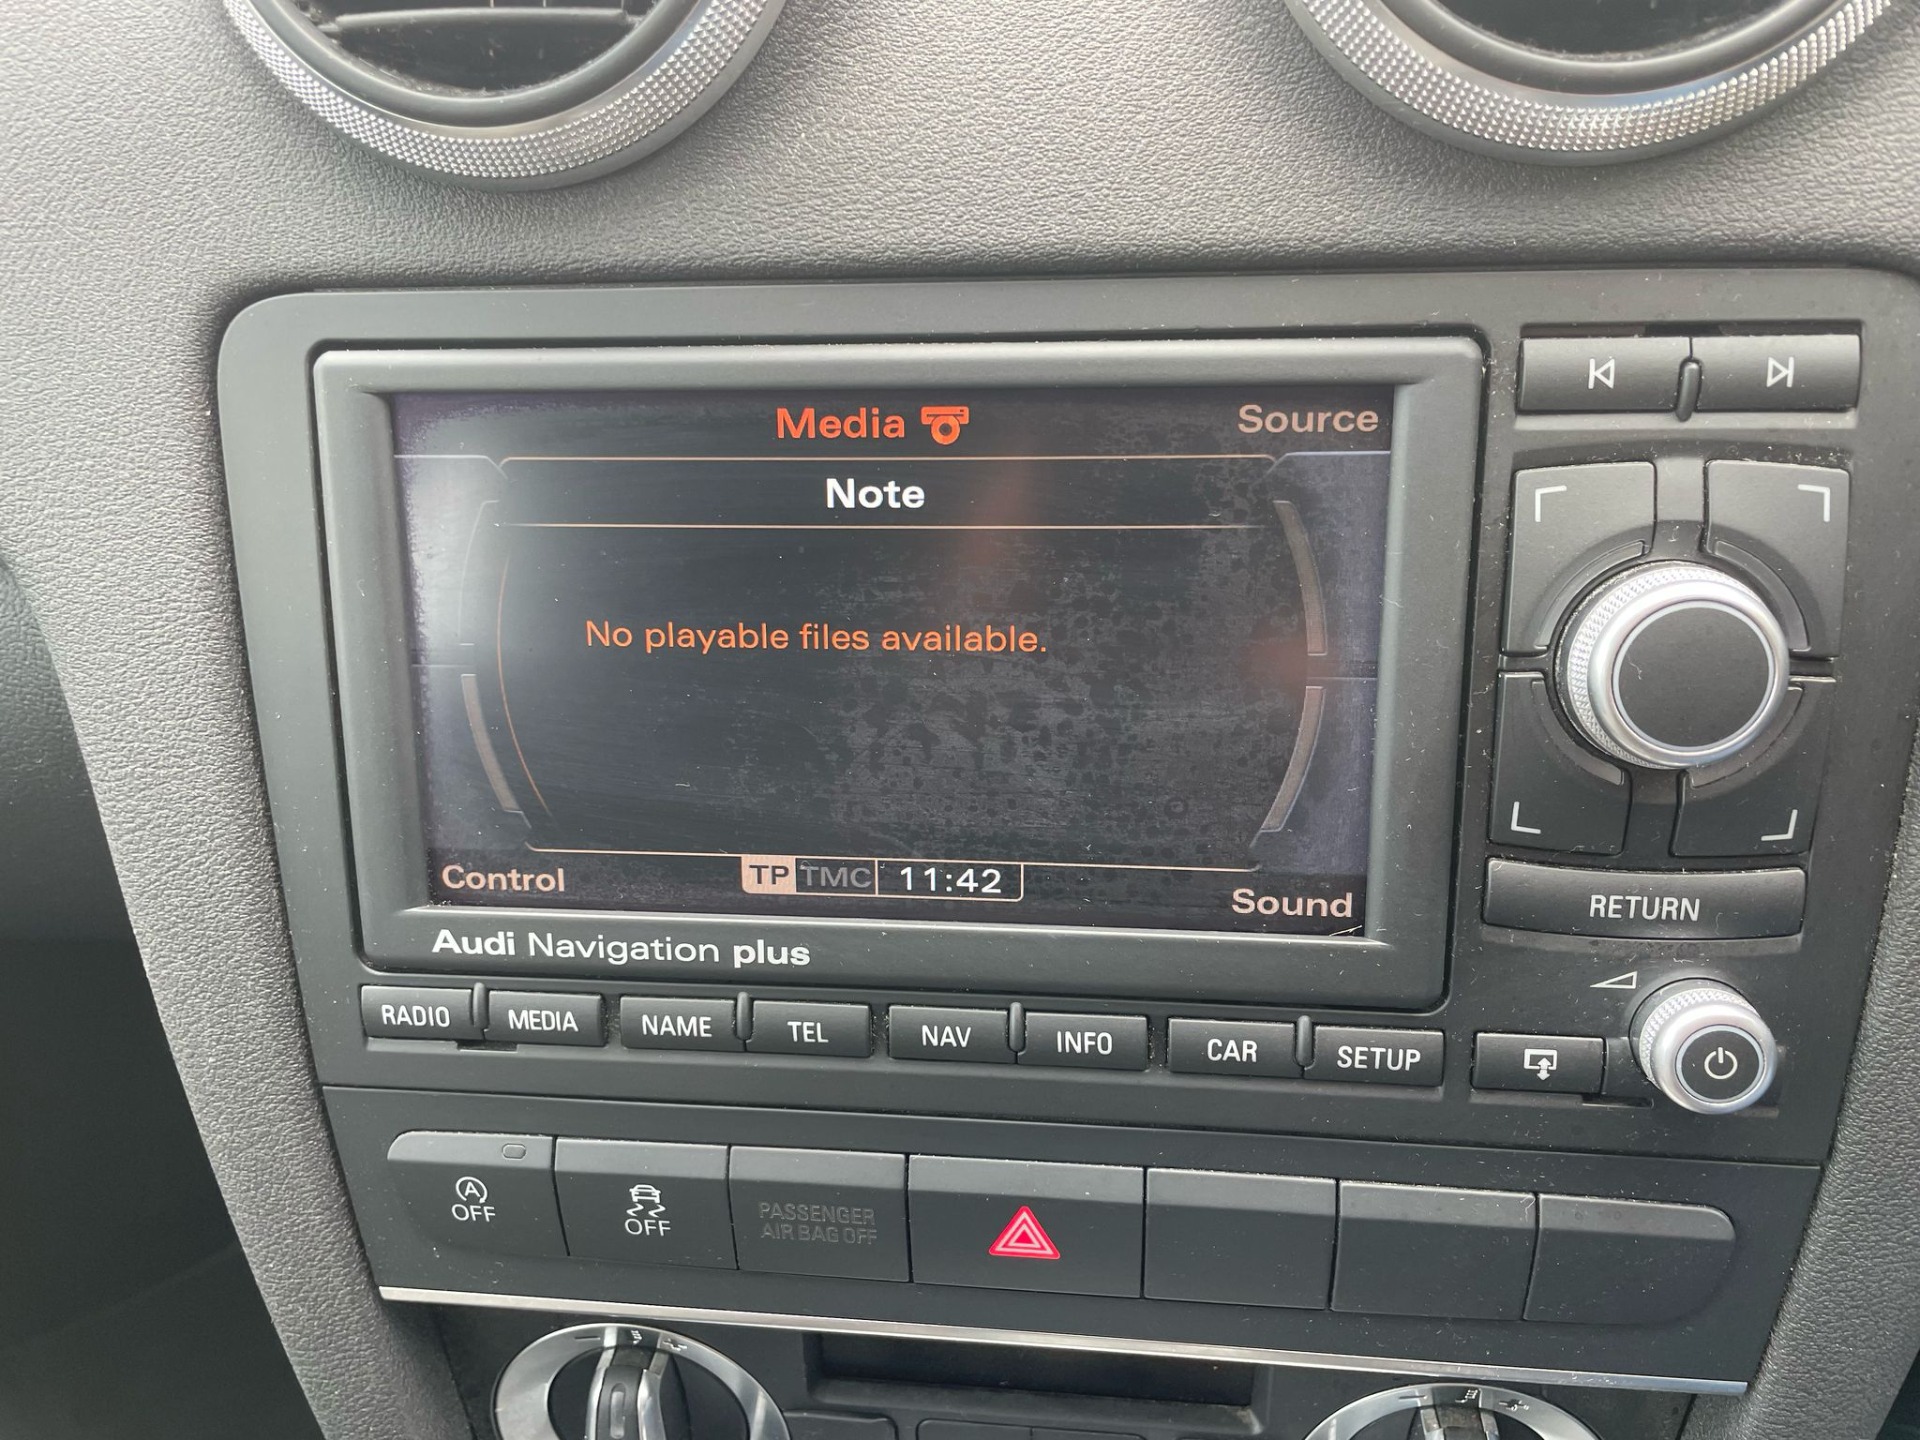 Media
Source
Note
No playable files available.
Control
TP TMC 11:42
Sound
Audi Navigation plus
RETURN
RADIO
MEDIA
NAME
TEL
NAV
INFO
CAR
SETUP
A
OFF
OFF
PASSENGER
AIR BAG OFF